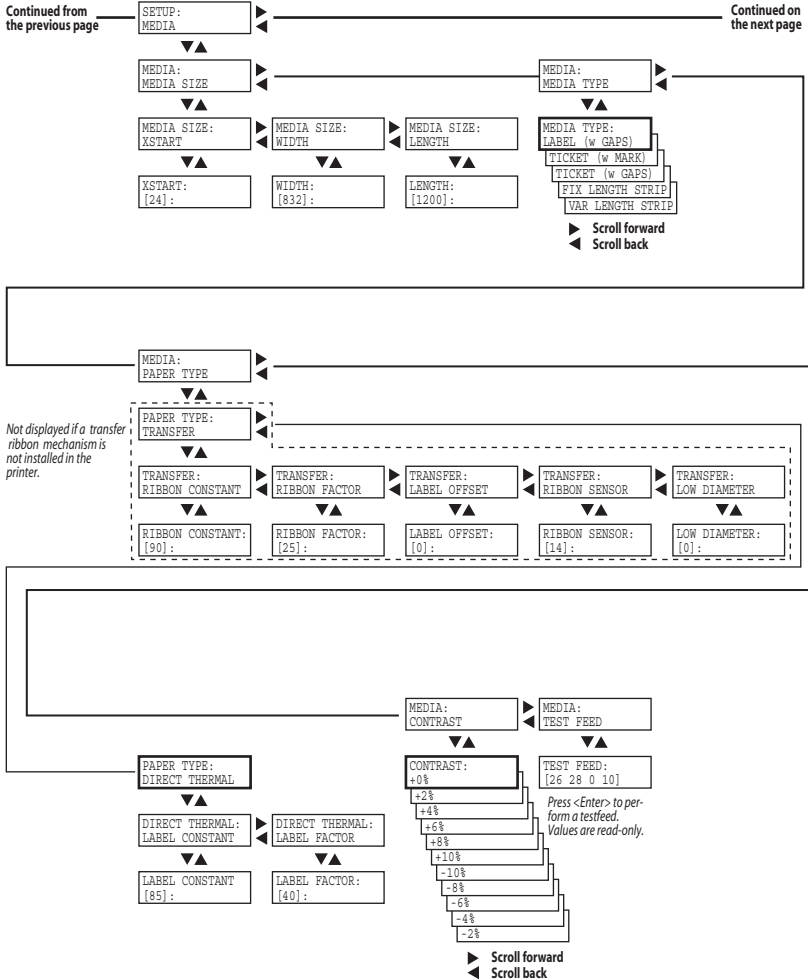 Continued from
the previous page
SETUP:
MEDIA
Continued on
the next page
MEDIA:
MEDIA SIZE
MEDIA:
MEDIA TYPE
MEDIA SIZE:
XSTART
MEDIA SIZE:
WIDTH
MEDIA SIZE:
LENGTH
MEDIA TYPE:
LABEL (w GAPS)
TICKET (w MARK)
TICKET (w GAPS)
FIX LENGTH STRIP
VAR LENGTH STRIP
XSTART:
[24]:
WIDTH:
[832]:
LENGTH:
[1200]:
Scroll forward
Scroll back
MEDIA:
PAPER TYPE
Not displayed if a transfer
ribbon mechanism is
not installed in the
printer.
PAPER TYPE:
TRANSFER
TRANSFER:
RIBBON CONSTANT
TRANSFER:
RIBBON FACTOR
TRANSFER:
LABEL OFFSET
TRANSFER:
RIBBON SENSOR
TRANSFER:
LOW DIAMETER
RIBBON CONSTANT:
[90]:
RIBBON FACTOR:
[25]:
LABEL OFFSET:
[0]:
RIBBON SENSOR:
[14]:
LOW DIAMETER:
[0]:
MEDIA:
CONTRAST
MEDIA:
TEST FEED
PAPER TYPE:
DIRECT THERMAL
CONTRAST:
+0%
+2%
+4%
+6%
+8%
+10%
-10%
-8%
-6%
-4%
-2%
TEST FEED:
[26 28 0 10]
Press <Enter> to per-
form a testfeed.
Values are read-only.
DIRECT THERMAL:
LABEL CONSTANT
DIRECT THERMAL:
LABEL FACTOR
LABEL CONSTANT
[85]:
LABEL FACTOR:
[40]:
Scroll forward
Scroll back